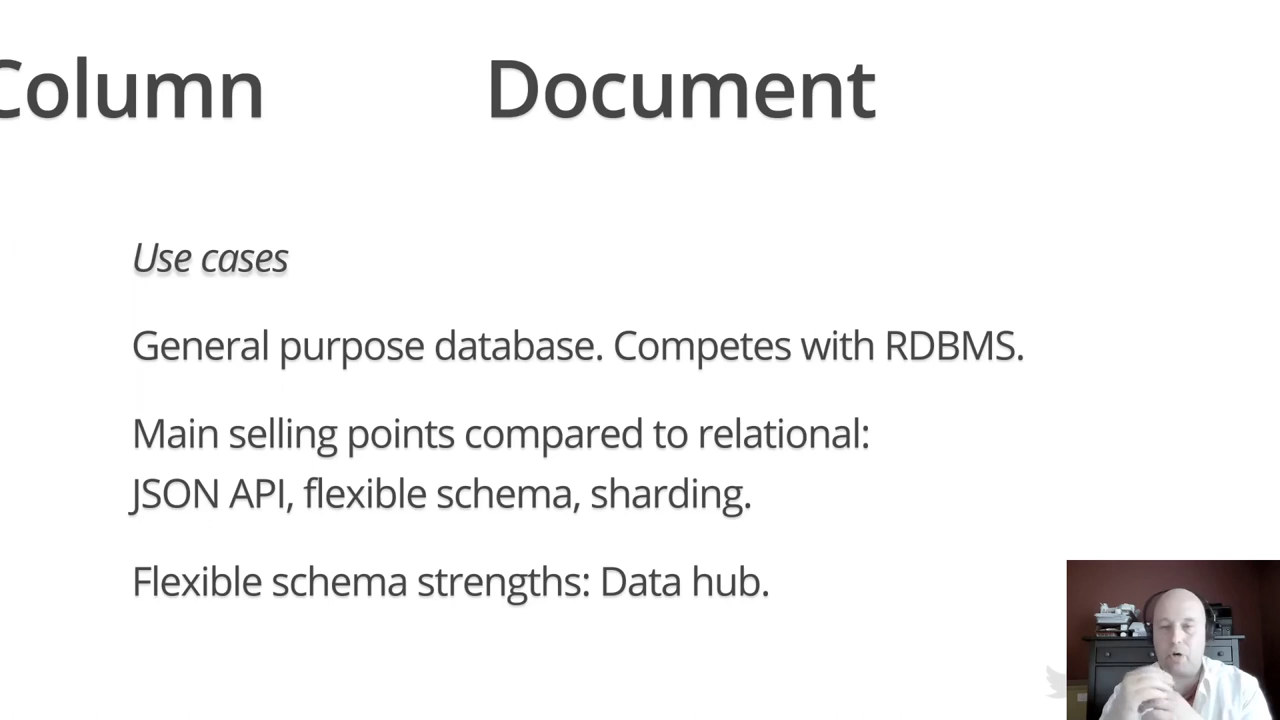 Column Document
Use cases
General purpose database. Competes with RDBMS.
Main selling points compared to relational:
JSON API, flexible schema, sharding.
Flexible schema strengths: Data hub.